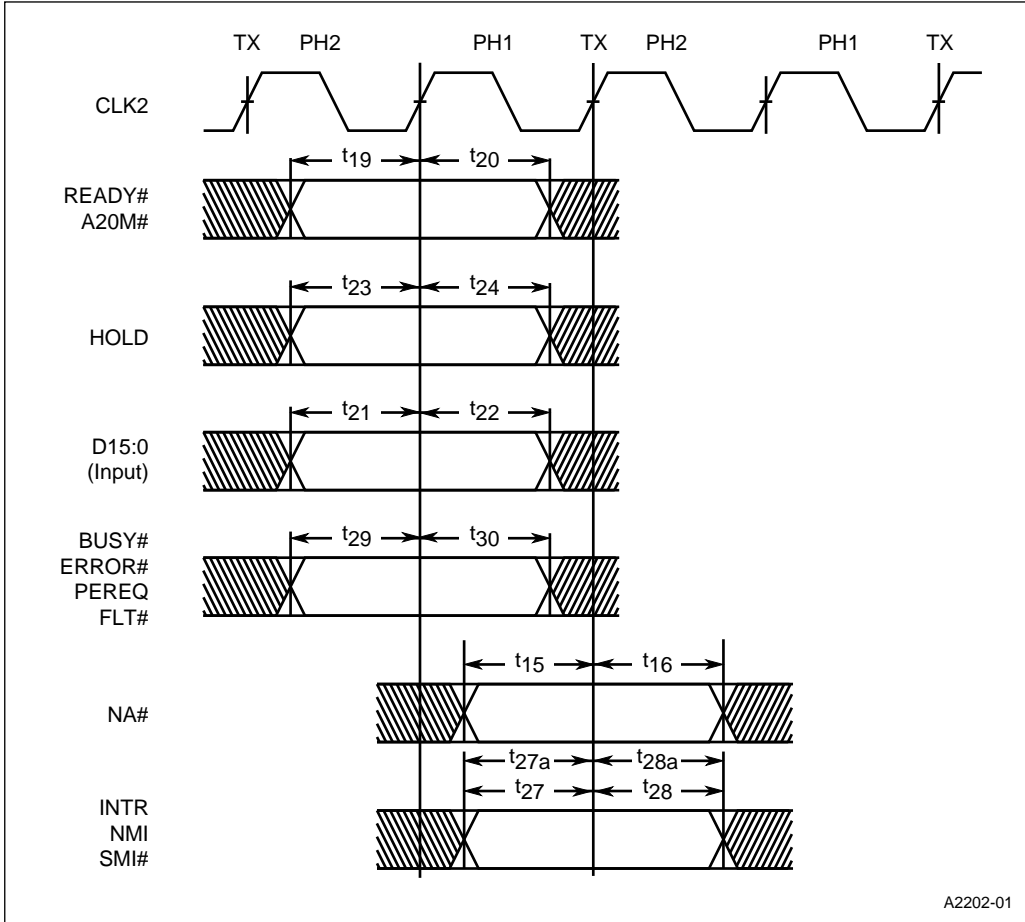 TX PH2 PH1 TX PH2 PH1 TX
CLK2
t19 t20
READY#
A20M#
t23 t24
HOLD
t21 t22
D15:0
(Input)
t29 t30
BUSY#
ERROR#
PEREQ
FLT#
t15 t16
NA#
t27a t28a
t27 t28
INTR
NMI
SMI#
A2202-01